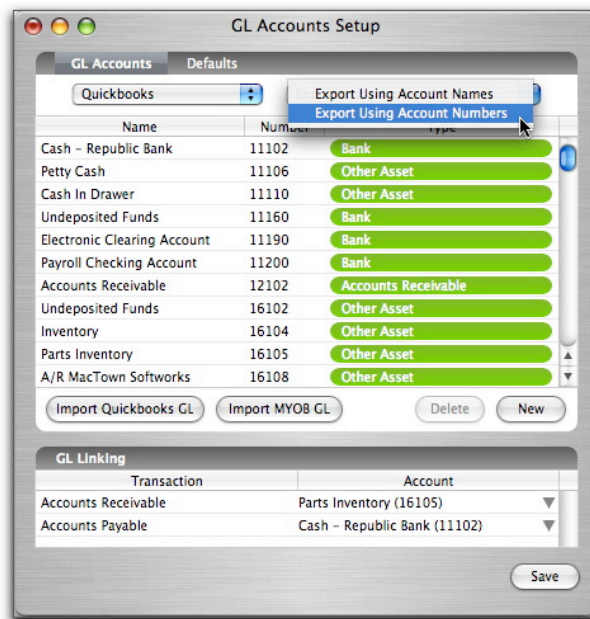 GL Accounts Setup
GL Accounts Defaults
Quickbooks
Export Using Account Names
Export Using Account Numbers
Name Number Type
Cash – Republic Bank 11102 Bank
Petty Cash 11106 Other Asset
Cash In Drawer 11110 Other Asset
Undeposited Funds 11160 Bank
Electronic Clearing Account 11190 Bank
Payroll Checking Account 11200 Bank
Accounts Receivable 12102 Accounts Receivable
Undeposited Funds 16102 Other Asset
Inventory 16104 Other Asset
Parts Inventory 16105 Other Asset
A/R MacTown Softworks 16108 Other Asset
Import Quickbooks GL Import MYOB GL Delete New
GL Linking
Transaction Account
Accounts Receivable Parts Inventory (16105)
Accounts Payable Cash – Republic Bank (11102)
Save